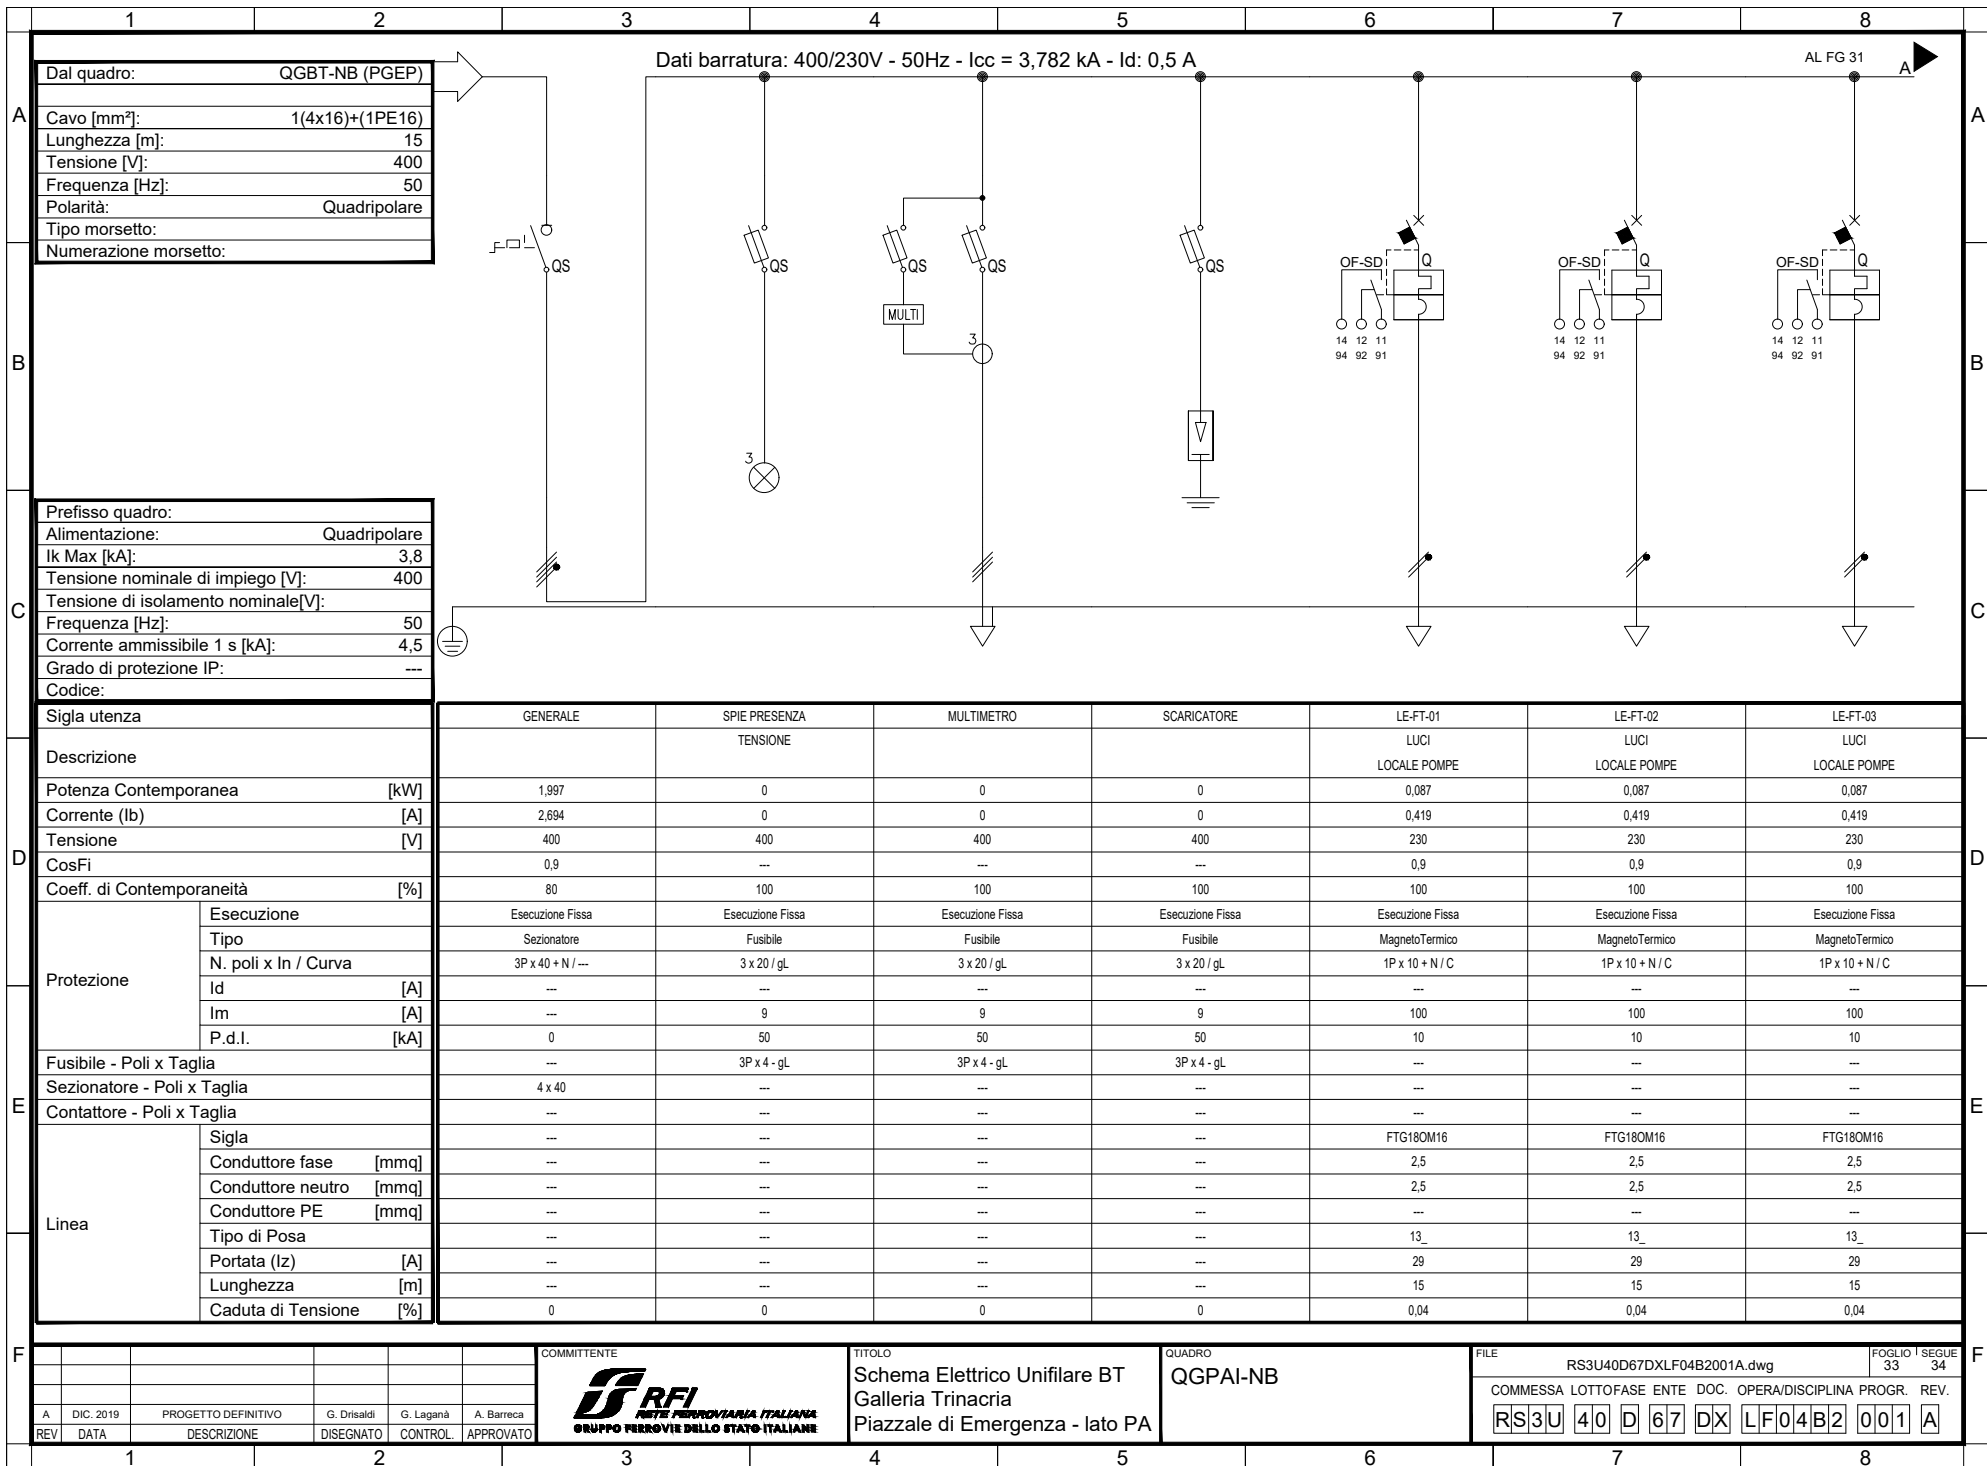 1 2 3 4 5 6 7 8
Dati barratura: 400/230V - 50Hz - Icc = 3,782 kA - Id: 0,5 A
AL FG 31
A
Dal quadro: QGBT-NB (PGEP)
Cavo [mm²]: 1(4x16)+(1PE16)
Lunghezza [m]: 15
Tensione [V]: 400
Frequenza [Hz]: 50
Polarità: Quadripolare
Tipo morsetto:
Numerazione morsetto:
A A
QS QS QS QS QS
OF-SD Q OF-SD Q OF-SD Q
MULTI
3
14 12 11 14 12 11 14 12 11
94 92 91 94 92 91 94 92 91
B B
3
Prefisso quadro:
Alimentazione: Quadripolare
Ik Max [kA]: 3,8
Tensione nominale di impiego [V]: 400
Tensione di isolamento nominale[V]:
Frequenza [Hz]: 50
Corrente ammissibile 1 s [kA]: 4,5
Grado di protezione IP: ---
Codice:
C C
Sigla utenza GENERALE SPIE PRESENZA MULTIMETRO SCARICATORE LE-FT-01 LE-FT-02 LE-FT-03
Descrizione TENSIONE LUCI LUCI LUCI
LOCALE POMPE LOCALE POMPE LOCALE POMPE
Potenza Contemporanea [kW] 1,997 0 0 0 0,087 0,087 0,087
Corrente (Ib) [A] 2,694 0 0 0 0,419 0,419 0,419
Tensione [V] 400 400 400 400 230 230 230
CosFi 0,9 --- --- --- 0,9 0,9 0,9
Coeff. di Contemporaneità [%] 80 100 100 100 100 100 100
D D
Protezione
Esecuzione Esecuzione Fissa Esecuzione Fissa Esecuzione Fissa Esecuzione Fissa Esecuzione Fissa Esecuzione Fissa Esecuzione Fissa
Tipo Sezionatore Fusibile Fusibile Fusibile MagnetoTermico MagnetoTermico MagnetoTermico
N. poli x In / Curva 3P x 40 + N / --- 3 x 20 / gL 3 x 20 / gL 3 x 20 / gL 1P x 10 + N / C 1P x 10 + N / C 1P x 10 + N / C
Id [A] --- --- --- --- --- --- ---
Im [A] --- 9 9 9 100 100 100
P.d.I. [kA] 0 50 50 50 10 10 10
Fusibile - Poli x Taglia --- 3P x 4 - gL 3P x 4 - gL 3P x 4 - gL --- --- ---
Sezionatore - Poli x Taglia 4 x 40 --- --- --- --- --- ---
Contattore - Poli x Taglia --- --- --- --- --- --- ---
E E
Linea
Sigla --- --- --- --- FTG18OM16 FTG18OM16 FTG18OM16
Conduttore fase [mmq] --- --- --- --- 2,5 2,5 2,5
Conduttore neutro [mmq] --- --- --- --- 2,5 2,5 2,5
Conduttore PE [mmq] --- --- --- --- --- --- ---
Tipo di Posa --- --- --- --- 13_ 13_ 13_
Portata (Iz) [A] --- --- --- --- 29 29 29
Lunghezza [m] --- --- --- --- 15 15 15
Caduta di Tensione [%] 0 0 0 0 0,04 0,04 0,04
F F
A DIC. 2019 PROGETTO DEFINITIVO G. Drisaldi G. Laganà A. Barreca
REV DATA DESCRIZIONE DISEGNATO CONTROL. APPROVATO
COMMITTENTE
RFI
RETE FERROVIARIA ITALIANA
GRUPPO FERROVIE DELLO STATO ITALIANE
TITOLO
Schema Elettrico Unifilare BT
Galleria Trinacria
Piazzale di Emergenza - lato PA
QUADRO
QGPAI-NB
FILE
RS3U40D67DXLF04B2001A.dwg
FOGLIO SEGUE
33 34
COMMESSA LOTTO FASE ENTE DOC. OPERA/DISCIPLINA PROGR. REV.
RS3U 40 D 67 DX LF04B2 001 A
1 2 3 4 5 6 7 8